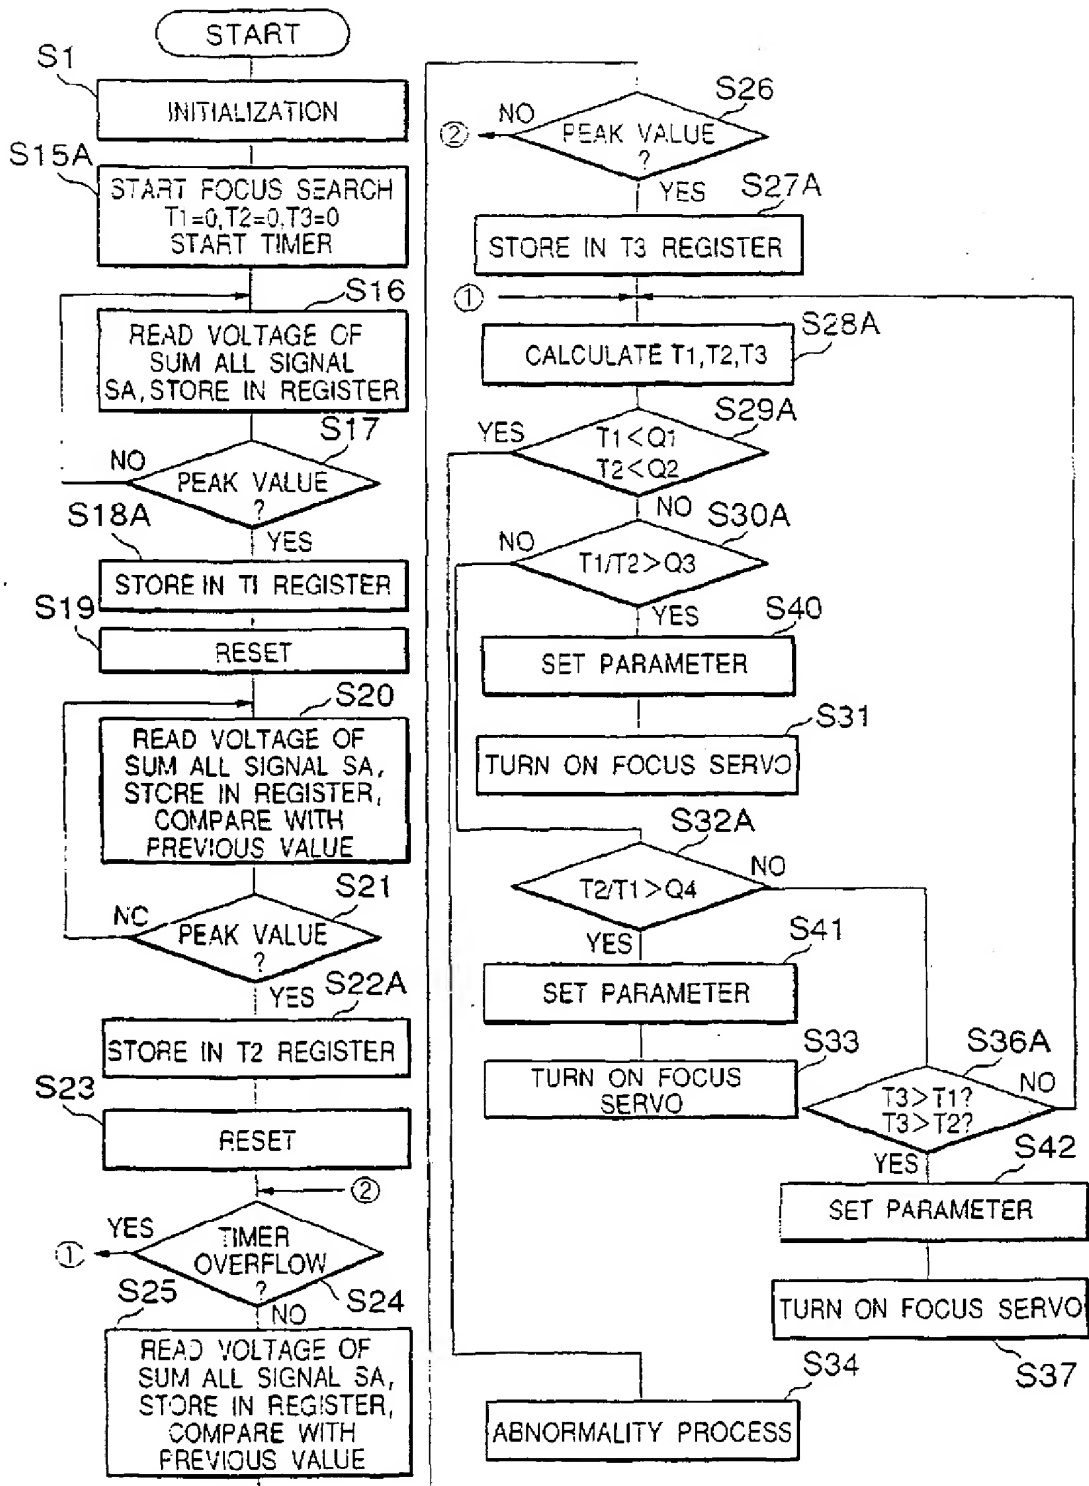 START
S1
INITIALIZATION
S15A
START FOCUS SEARCH
T1=0,T2=0,T3=0
START TIMER
S16
READ VOLTAGE OF
SUM ALL SIGNAL
SA, STORE IN REGISTER
S17
NO
PEAK VALUE
?
S18A
YES
STORE IN T1 REGISTER
S19
RESET
S20
READ VOLTAGE OF
SUM ALL SIGNAL SA,
STORE IN REGISTER,
COMPARE WITH
PREVIOUS VALUE
S21
NO
PEAK VALUE
?
YES
S22A
STORE IN T2 REGISTER
S23
RESET
②
YES
TIMER
OVERFLOW
?
①
S24
S25
NO
READ VOLTAGE OF
SUM ALL SIGNAL SA,
STORE IN REGISTER,
COMPARE WITH
PREVIOUS VALUE
S26
NO
②
PEAK VALUE
?
YES
S27A
STORE IN T3 REGISTER
①
S28A
CALCULATE T1,T2,T3
S29A
YES
T1<Q1
T2<Q2
NO
S30A
NO
T1/T2>Q3
YES
S40
SET PARAMETER
S31
TURN ON FOCUS SERVO
S32A
NO
T2/T1>Q4
YES
S41
SET PARAMETER
S33
TURN ON FOCUS
SERVO
S36A
NO
T3>T1?
T3>T2?
YES
S42
SET PARAMETER
TURN ON FOCUS SERVO
S37
S34
ABNORMALITY PROCESS